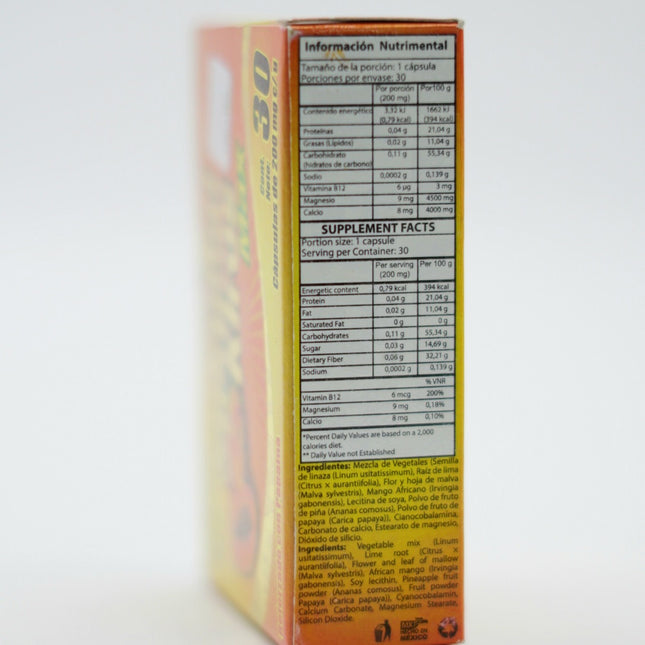 Información Nutrimental
Tamaño de la porción: 1 cápsula
Porciones por envase: 30
Por porción (200 mg) Por100 g
Contenido energético 3.32 kJ (0,79 kcal) 1662 kJ (394 kcal)
Proteínas 0,04 g 21,04 g
Grasas (Lípidos) 0,02 g 11,04 g
Carbohidrato (hidratos de carbono) 0,11 g 55,34 g
Sodio 0,0002 g 0,139 g
Vitamina B12 6 µg 3 mg
Magnesio 9 mg 4500 mg
Calcio 8 mg 4000 mg
SUPPLEMENT FACTS
Portion size: 1 capsule
Serving per Container: 30
Per serving (200 mg) Per 100 g
Energetic content 0,79 kcal 394 kcal
Protein 0,04 g 21,04 g
Fat 0,02 g 11,04 g
Saturated Fat 0 g 0 g
Carbohydrates 0,11 g 55,34 g
Sugar 0,03 g 14,69 g
Dietary Fiber 0,06 g 32,21 g
Sodium 0,0002 g 0,139 g
% VNR
Vitamin B12 6 mcg 200%
Magnesium 9 mg 0,18%
Calcio 8 mg 0,10%
*Percent Daily Values are based on a 2,000
calories diet.
** Daily Value not Established
Ingredientes: Mezcla de Vegetales (Semilla
de linaza (Linum usitatissimum), Raíz de lima
(Citrus × aurantiifolia), Flor y hoja de malva
(Malva sylvestris), Mango Africano (Irvingia
gabonensis), Lecitina de soya, Polvo de fruto
de piña (Ananas comosus), Polvo de fruto de
papaya (Carica papaya)), Cianocobalamina,
Carbonato de calcio, Estearato de magnesio,
Dióxido de silicio.
Ingredients: Vegetable mix (Linum
usitatissimum), Lime root (Citrus ×
aurantiifolia), Flower and leaf of mallow
(Malva sylvestris), African mango (Irvingia
gabonensis), Soy lecithin, Pineapple fruit
powder (Ananas comosus), Fruit powder
Papaya (Carica papaya)), Cyanocobalamin,
Calcium Carbonate, Magnesium Stearate,
Silicon Dioxide.
HECHO EN
MÉXICO
Cont.
Neto: 30
Capsulas de 200 mg c/u